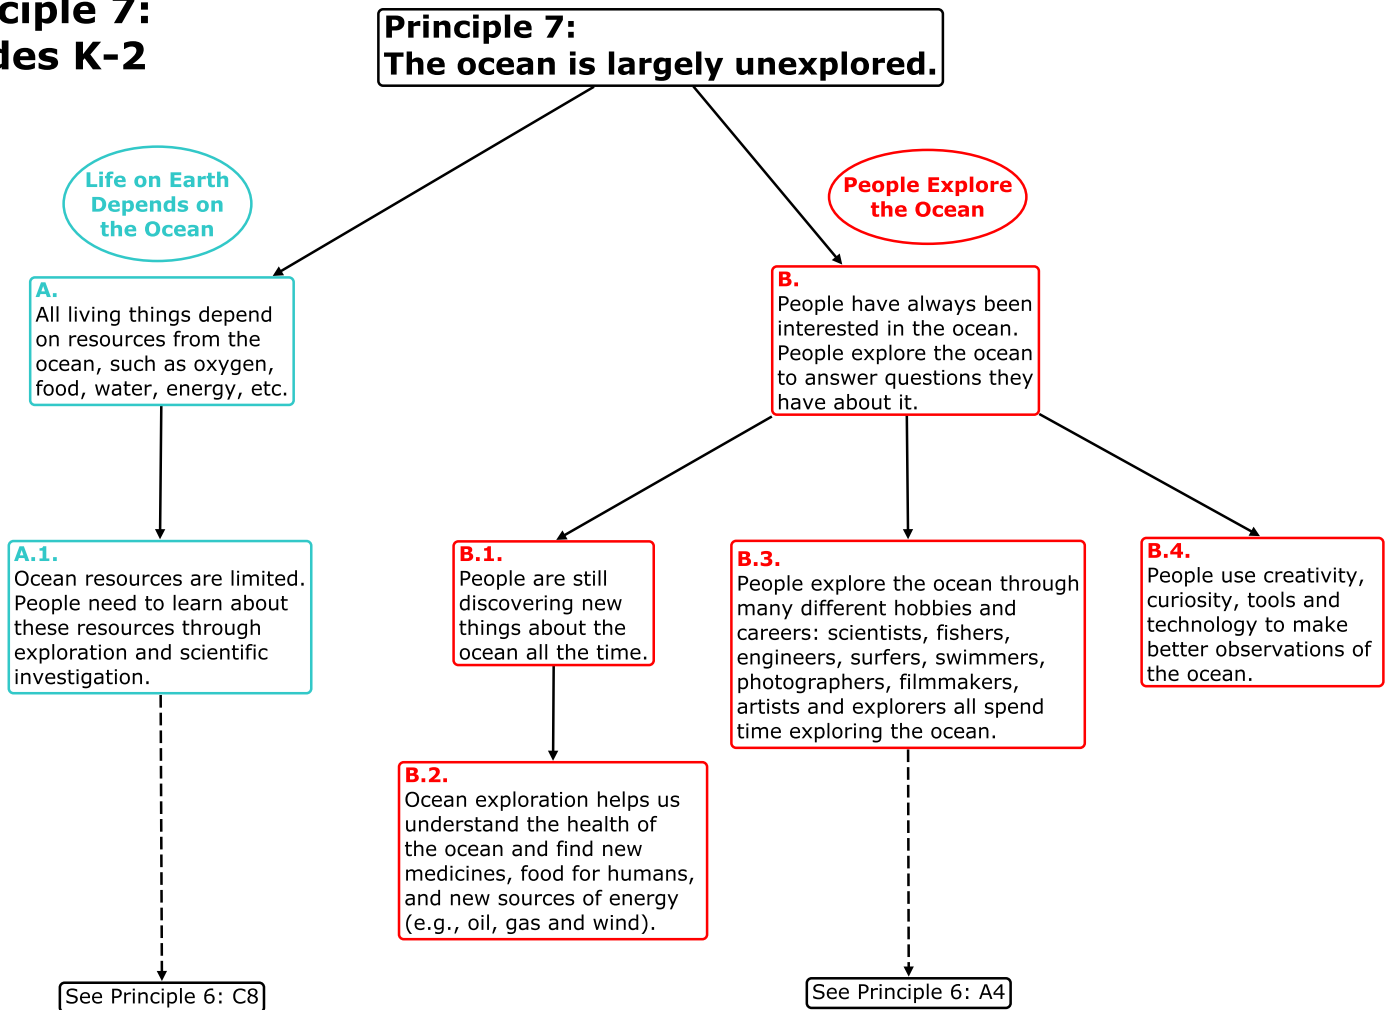 ciple 7:
des K–2
Principle 7:
The ocean is largely unexplored.
Life on Earth
Depends on
the Ocean
People Explore
the Ocean
A.
All living things depend
on resources from the
ocean, such as oxygen,
food, water, energy, etc.
B.
People have always been
interested in the ocean.
People explore the ocean
to answer questions they
have about it.
A.1.
Ocean resources are limited.
People need to learn about
these resources through
exploration and scientific
investigation.
B.1.
People are still
discovering new
things about the
ocean all the time.
B.3.
People explore the ocean through
many different hobbies and
careers: scientists, fishers,
engineers, surfers, swimmers,
photographers, filmmakers,
artists and explorers all spend
time exploring the ocean.
B.4.
People use creativity,
curiosity, tools and
technology to make
better observations of
the ocean.
B.2.
Ocean exploration helps us
understand the health of
the ocean and find new
medicines, food for humans,
and new sources of energy
(e.g., oil, gas and wind).
See Principle 6: C8
See Principle 6: A4